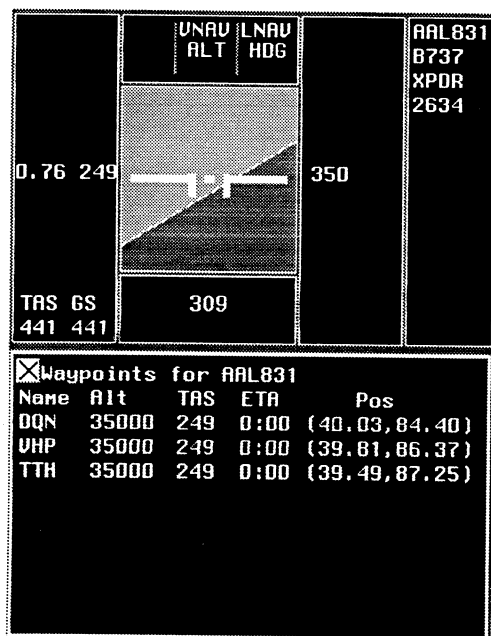 VNAV LNAV
ALT HDG
AAL831
B737
XPDR
2634
0.76 249
350
TAS GS
441 441
309
Waypoints for AAL831
Name Alt TAS ETA Pos
DQN 35000 249 0:00 (40.03,84.40)
VHP 35000 249 0:00 (39.81,86.37)
TTH 35000 249 0:00 (39.49,87.25)